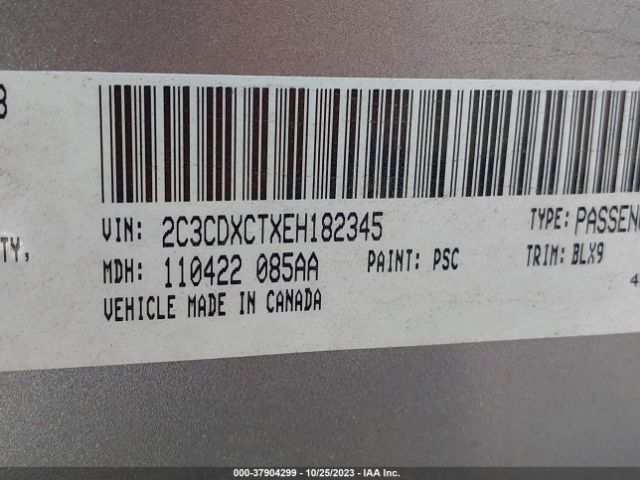 VIN: 2C3CDXCTXEH182345 TYPE: PASSENG
TY,
MDH: 110422 085AA PAINT: PSC TRIM: BLX9
VEHICLE MADE IN CANADA
000-37904299 - 10/25/2023 - IAA Inc.